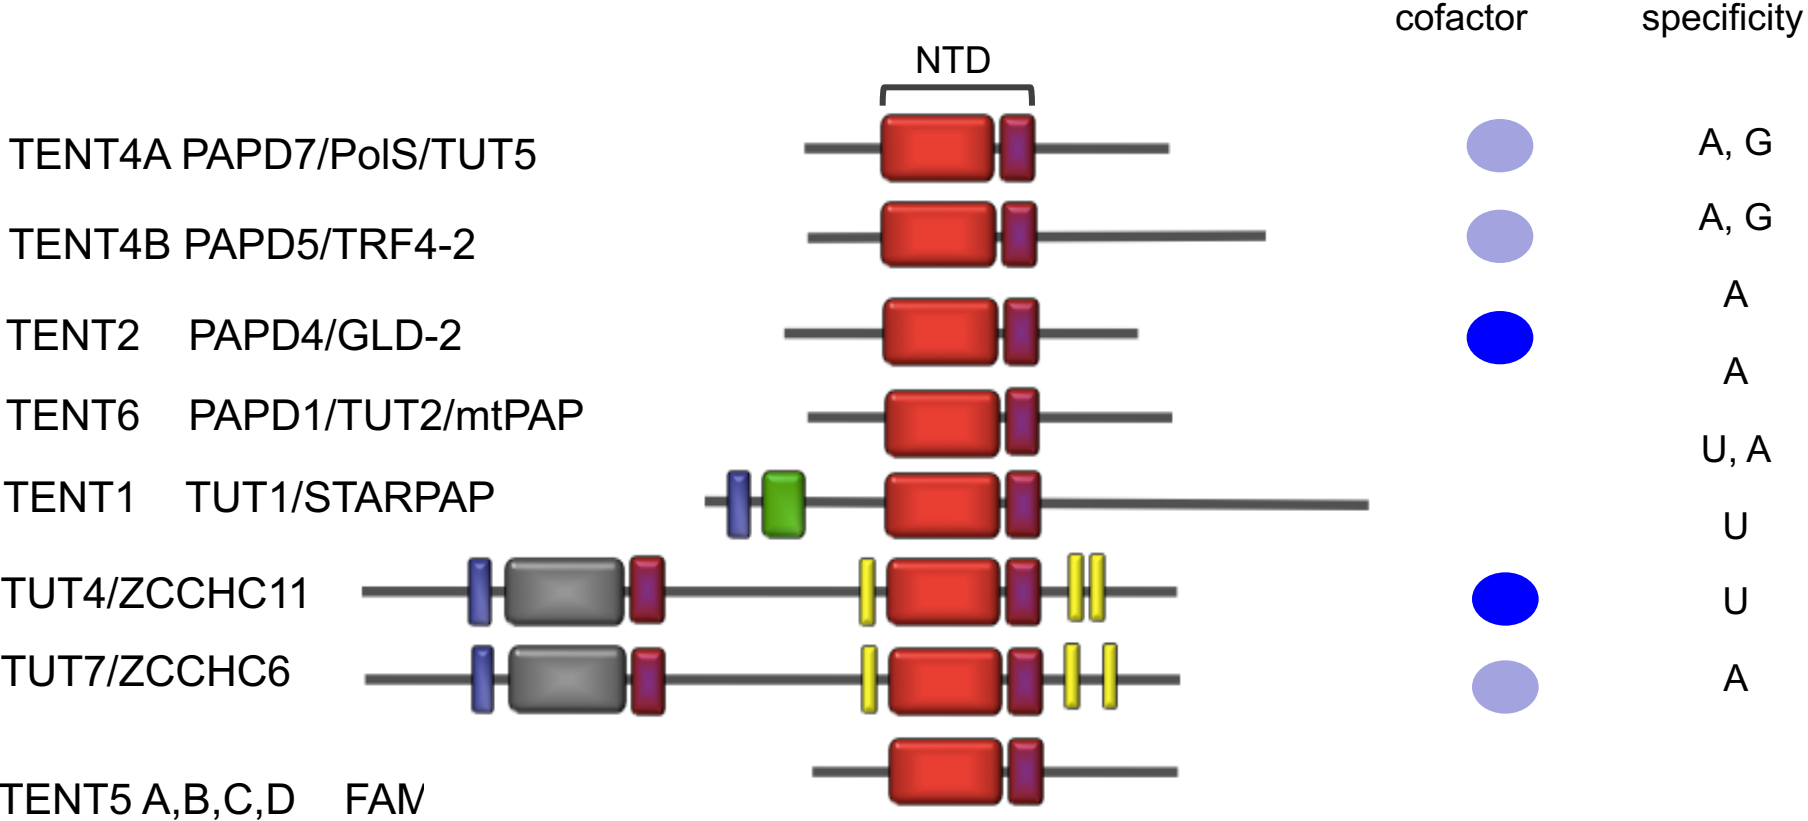 cofactor specificity
NTD
TENT4A PAPD7/PolS/TUT5 A, G
TENT4B PAPD5/TRF4-2 A, G
A
TENT2 PAPD4/GLD-2
A
TENT6 PAPD1/TUT2/mtPAP
U, A
TENT1 TUT1/STARPAP
U
TUT4/ZCCHC11 U
TUT7/ZCCHC6 A
TENT5 A,B,C,D